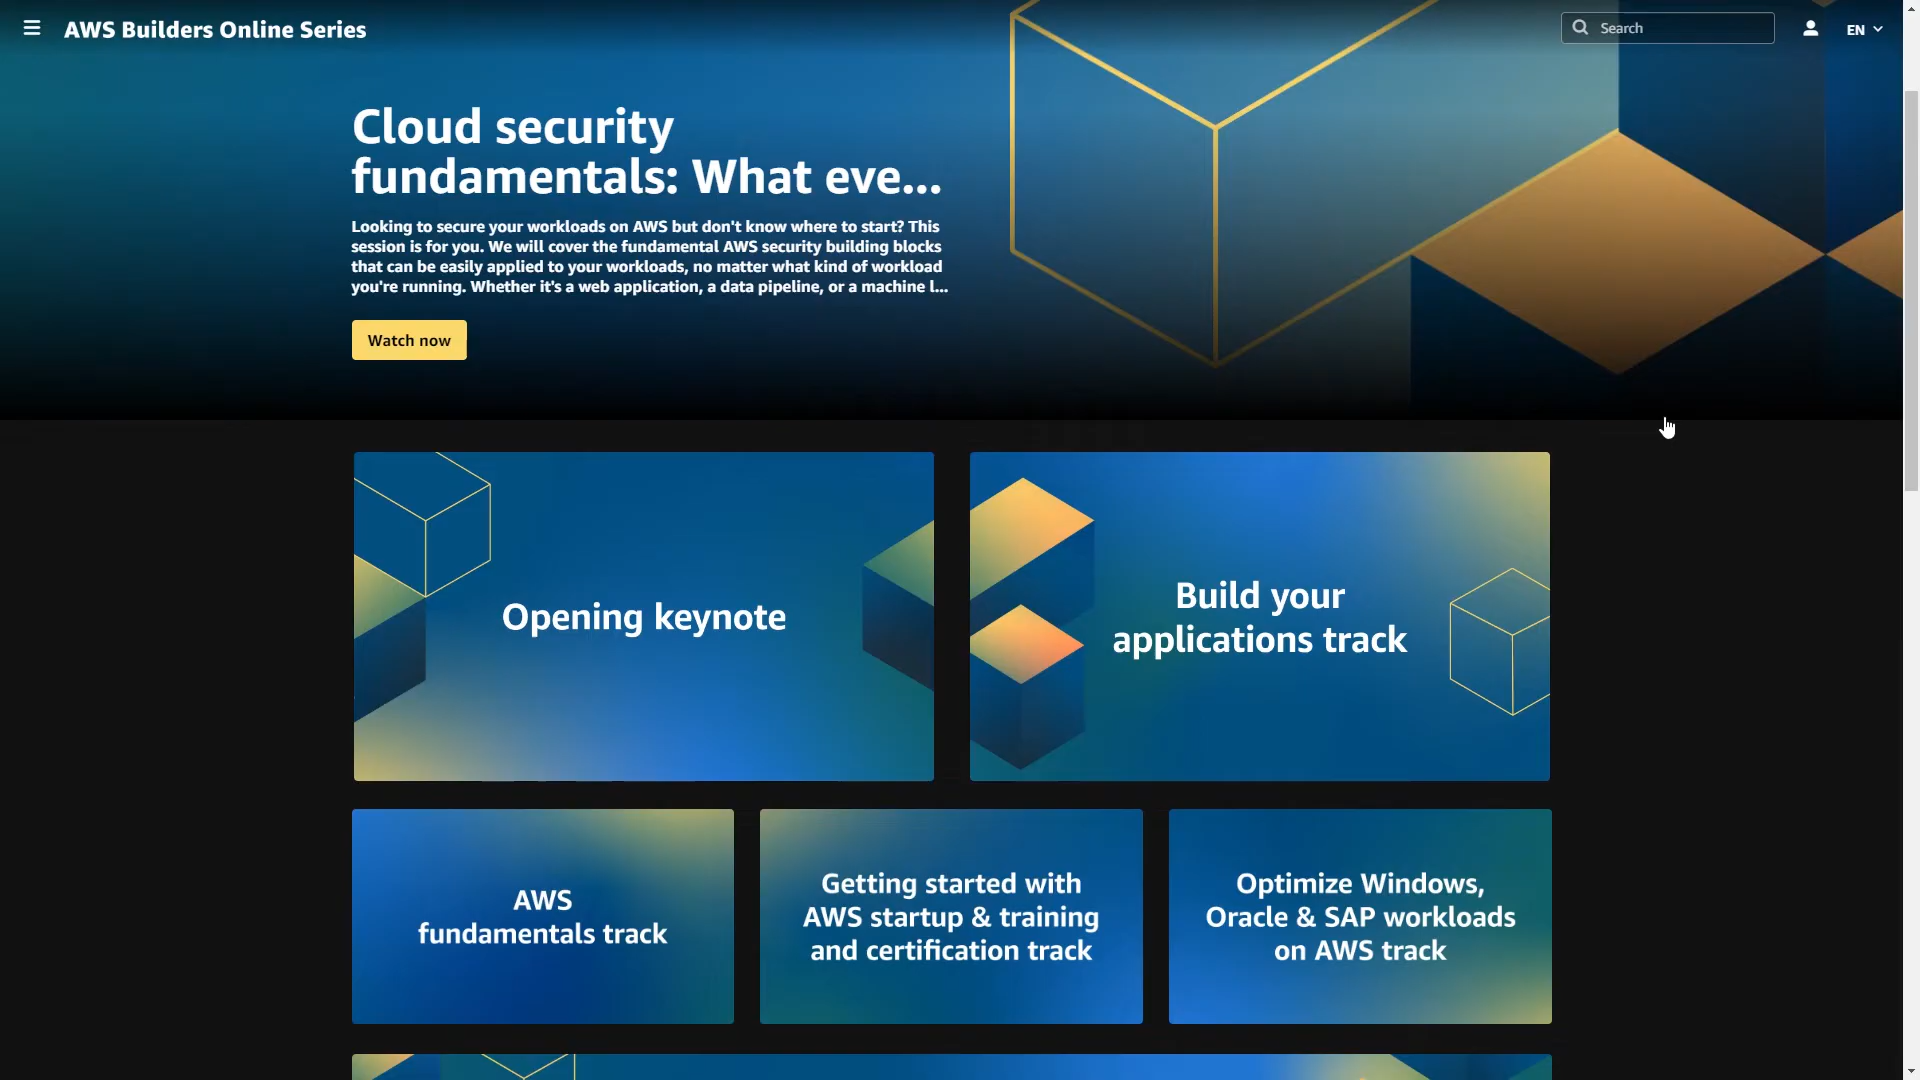 AWS Builders Online Series
Search
EN
Cloud security
fundamentals: What eve...
Looking to secure your workloads on AWS but don't know where to start? This
session is for you. We will cover the fundamental AWS security building blocks
that can be easily applied to your workloads, no matter what kind of workload
you're running. Whether it's a web application, a data pipeline, or a machine l...
Watch now
Opening keynote
Build your
applications track
AWS
fundamentals track
Getting started with
AWS startup & training
and certification track
Optimize Windows,
Oracle & SAP workloads
on AWS track